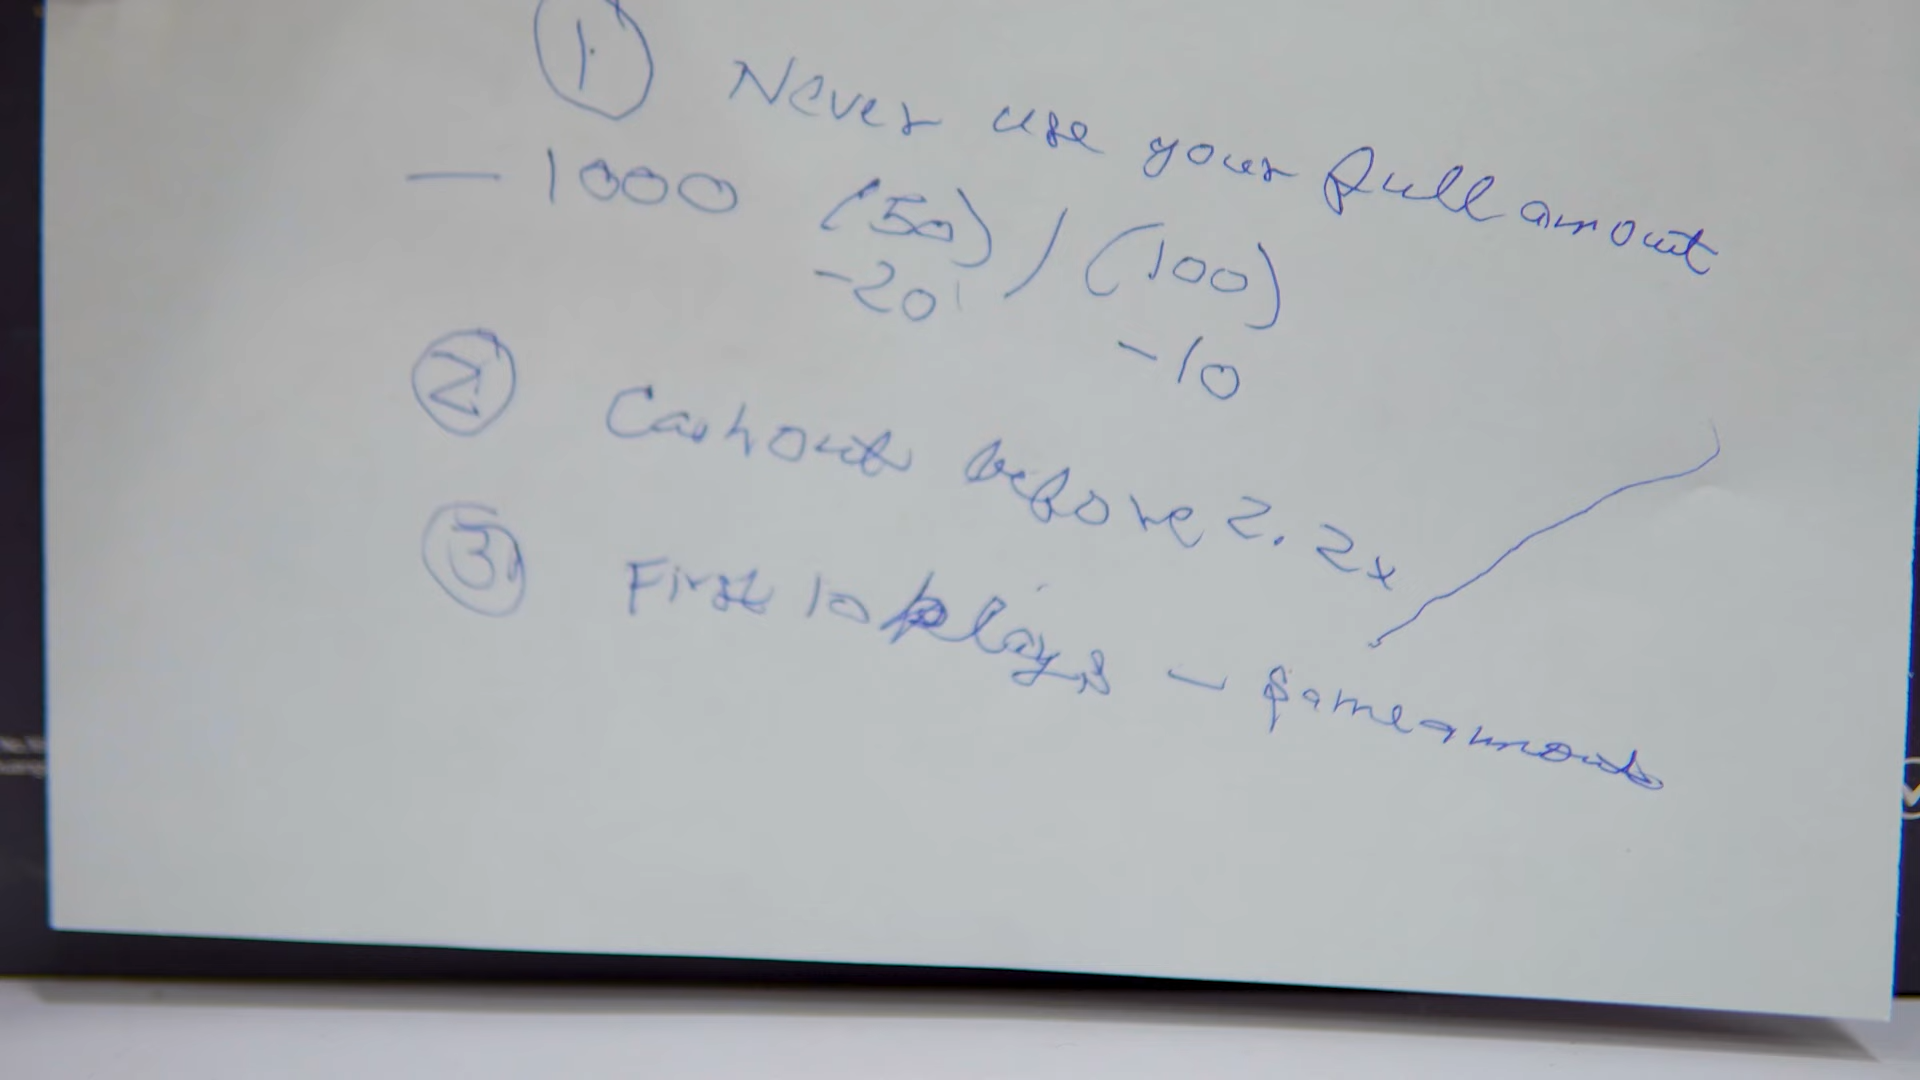 ① Never use your full amout
— 1000 (50) / (100)
-20 -10
② Cashout before 2.2x
③ First 10 plays - same amout